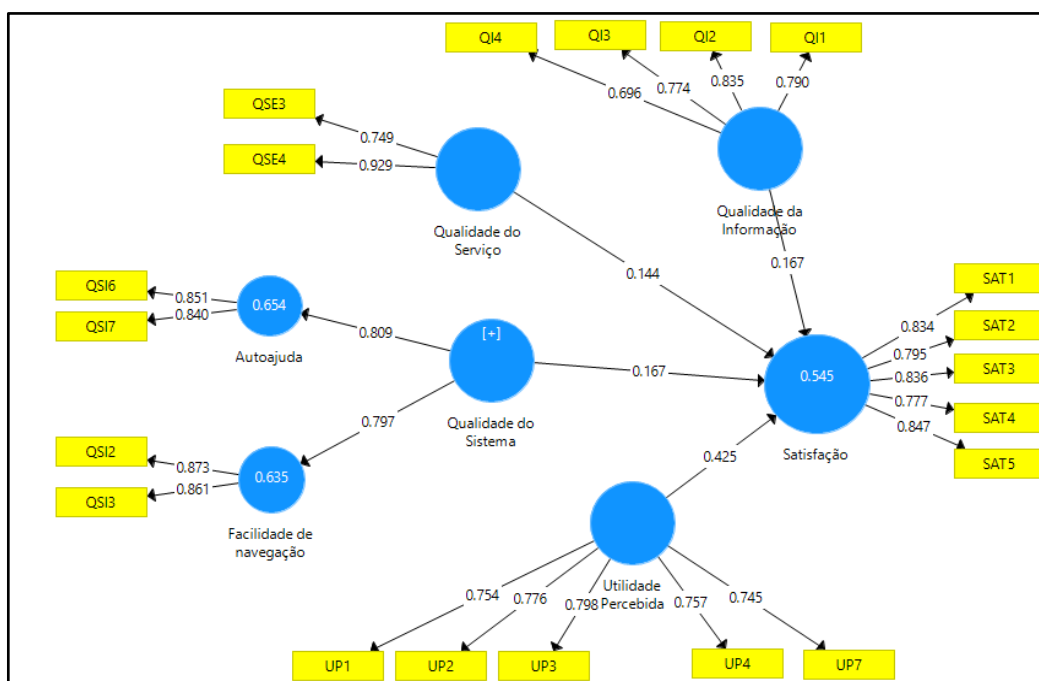 QI4
QI3
QI2
QI1
0.696
0.774
0.835
0.790
QSE3
QSE4
0.749
0.929
Qualidade do
Serviço
Qualidade da
Informação
0.144
0.167
QSI6
QSI7
0.851
0.840
0.654
Autoajuda
0.809
[+]
Qualidade do
Sistema
0.167
0.797
QSI2
QSI3
0.873
0.861
0.635
Facilidade de
navegação
0.545
Satisfação
0.834
0.795
0.836
0.777
0.847
SAT1
SAT2
SAT3
SAT4
SAT5
0.425
Utilidade
Percebida
0.754
0.776
0.798
0.757
0.745
UP1
UP2
UP3
UP4
UP7